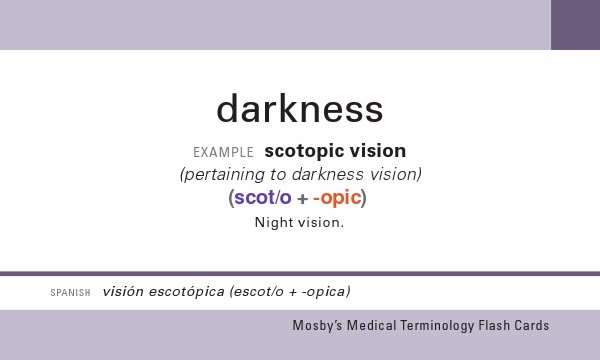 darkness
EXAMPLE scotopic vision
(pertaining to darkness vision)
(scot/o + -opic)
Night vision.
SPANISH visión escotópica (escot/o + -opica)
Mosby's Medical Terminology Flash Cards